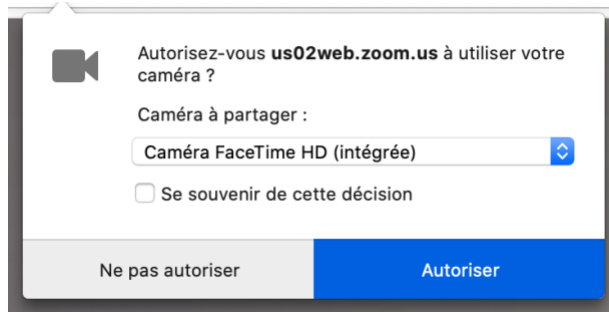 Autorisez-vous us02web.zoom.us à utiliser votre
caméra ?
Caméra à partager :
Caméra FaceTime HD (intégrée)
Se souvenir de cette décision
Ne pas autoriser
Autoriser